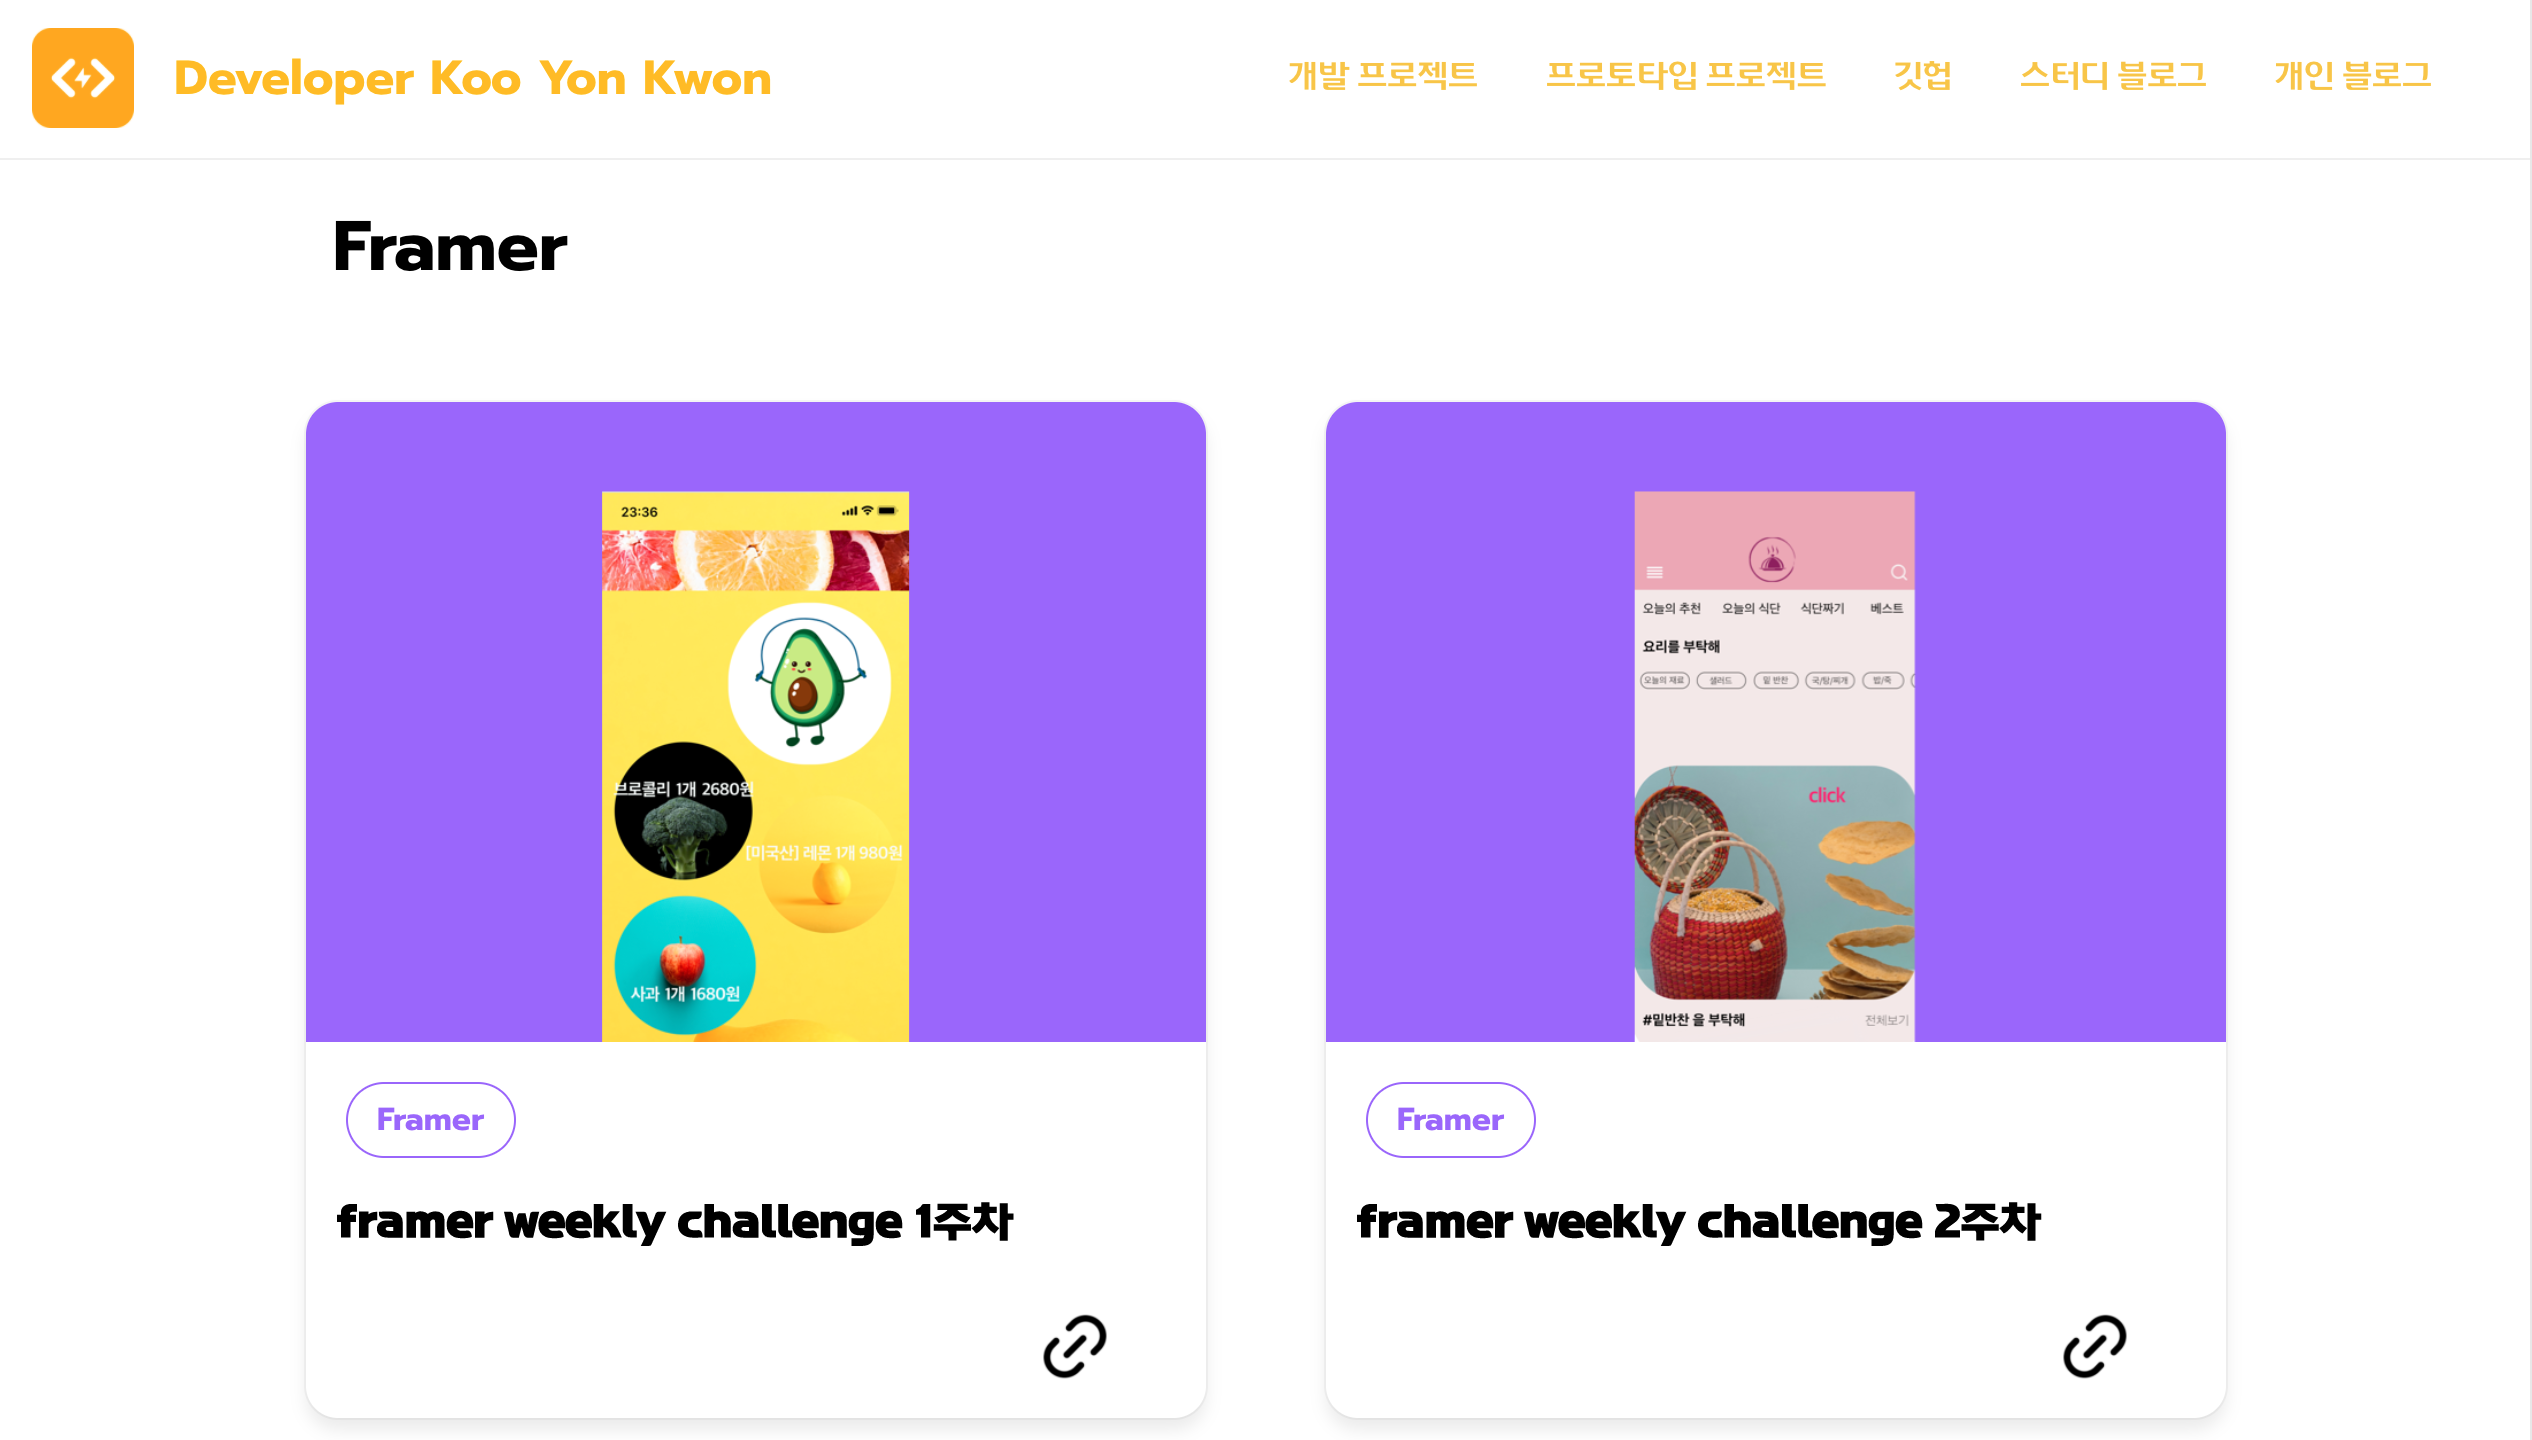 Developer Koo Yon Kwon
개발 프로젝트 프로토타입 프로젝트 깃헙 스터디 블로그 개인 블로그
Framer
23:36
브로콜리 1개 2680원
[미국산] 레몬 1개 980원
사과 1개 1680원
Framer
framer weekly challenge 1주차
오늘의 추천 오늘의 식단 식단짜기 베스트
요리를 부탁해
오늘의 재료 샐러드 밑 반찬 국/탕/찌개 밥/죽
click
#밑반찬 을 부탁해 전체보기
Framer
framer weekly challenge 2주차